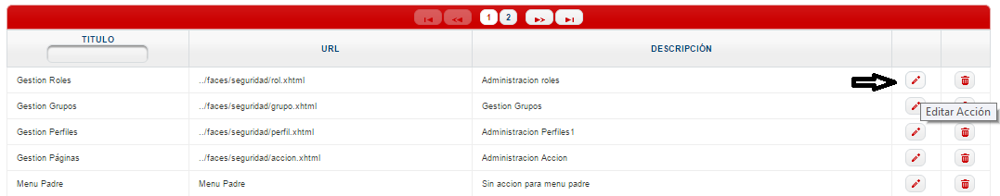 1 2
TITULO URL DESCRIPCIÓN
Gestion Roles ../faces/seguridad/rol.xhtml Administracion roles
Gestion Grupos ../faces/seguridad/grupo.xhtml Gestion Grupos
Editar Acción
Gestion Perfiles ../faces/seguridad/perfil.xhtml Administracion Perfiles1
Gestion Páginas ../faces/seguridad/accion.xhtml Administracion Accion
Menu Padre Menu Padre Sin accion para menu padre